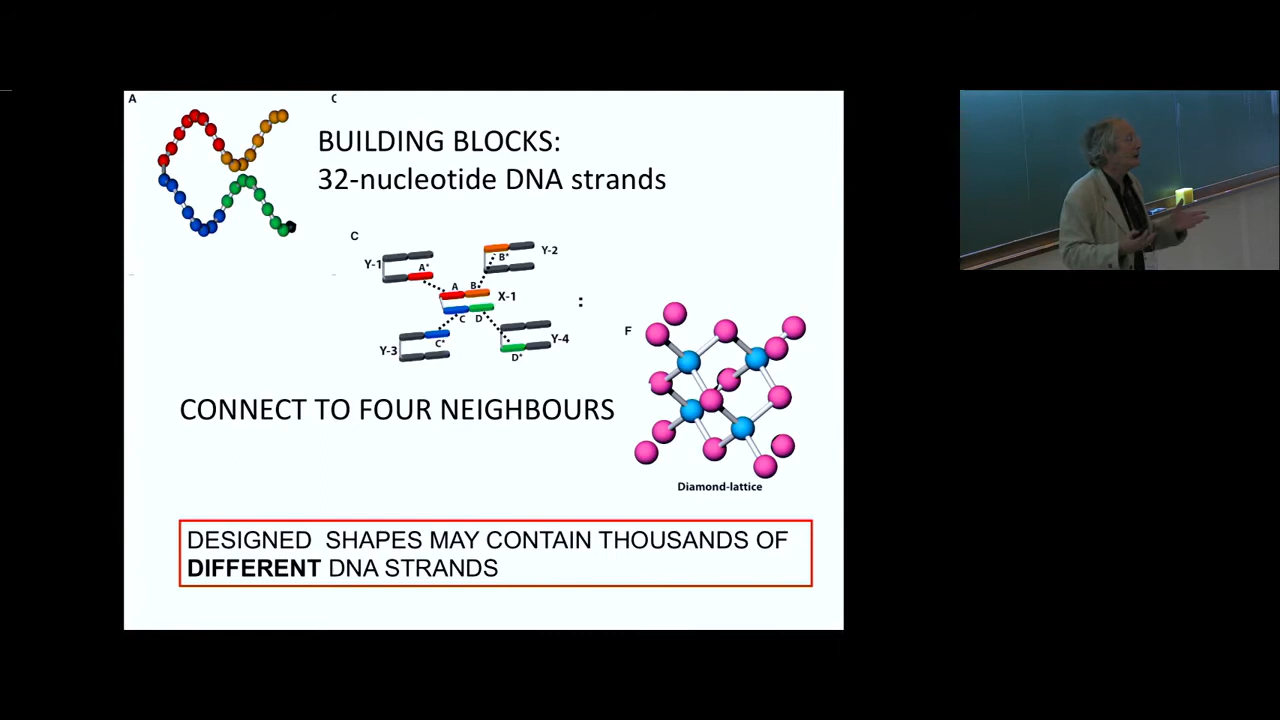 A
C
BUILDING BLOCKS:
32-nucleotide DNA strands
C
Y-1
A*
Y-2
B*
A
B
X-1
:
C
D
Y-3
C*
Y-4
D*
F
CONNECT TO FOUR NEIGHBOURS
Diamond-lattice
DESIGNED SHAPES MAY CONTAIN THOUSANDS OF
DIFFERENT DNA STRANDS